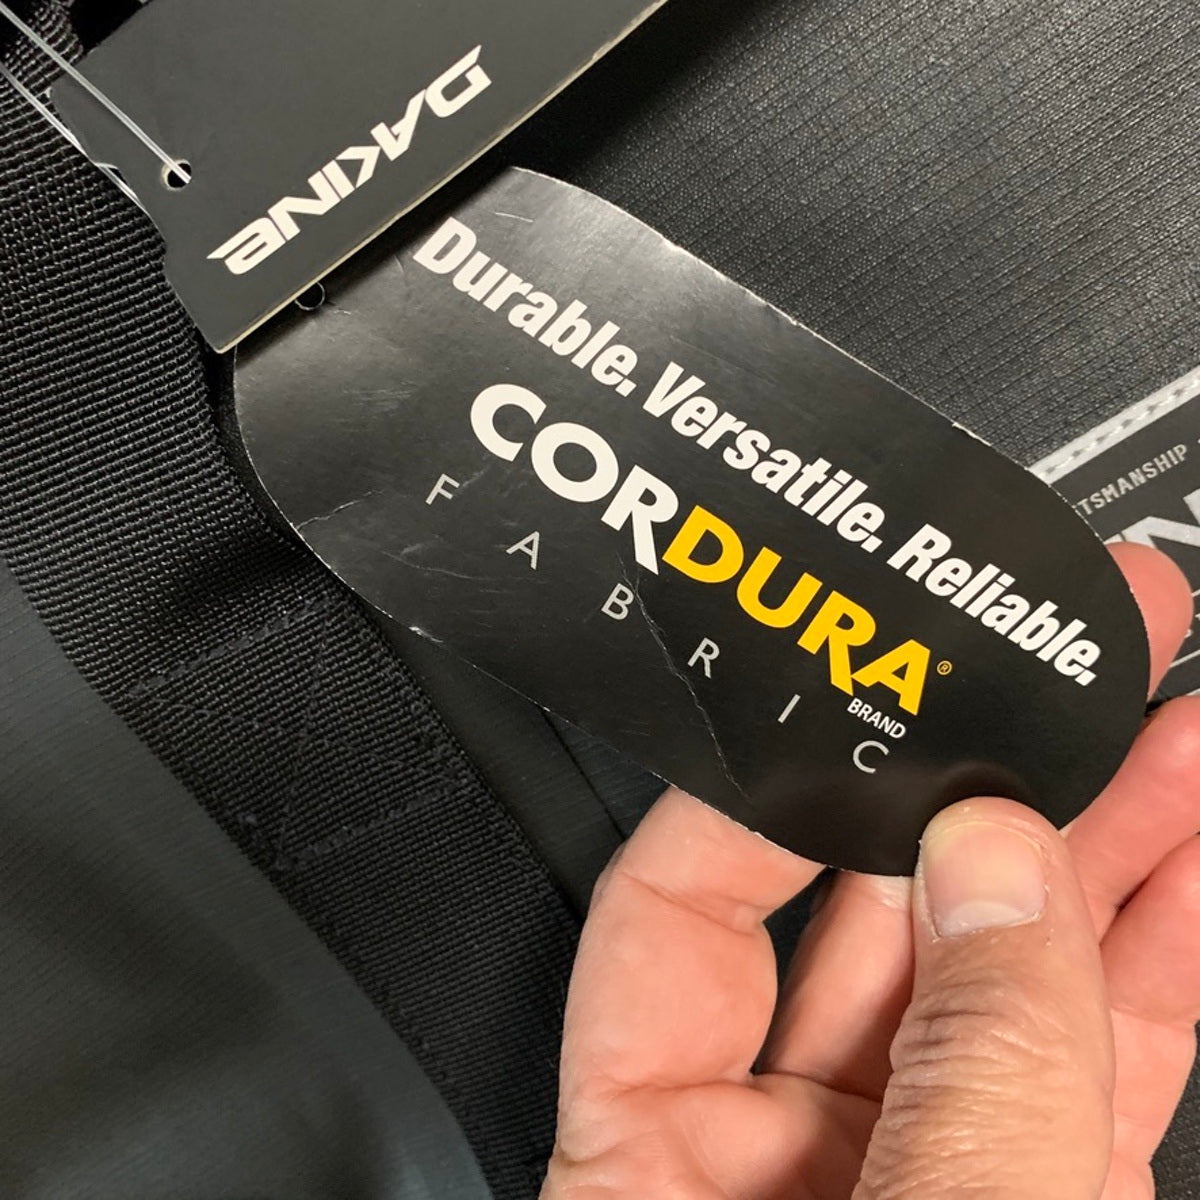 DAKINE
Durable. Versatile. Reliable.
CORDURA®
BRAND
FABRIC
TSMANSHIP